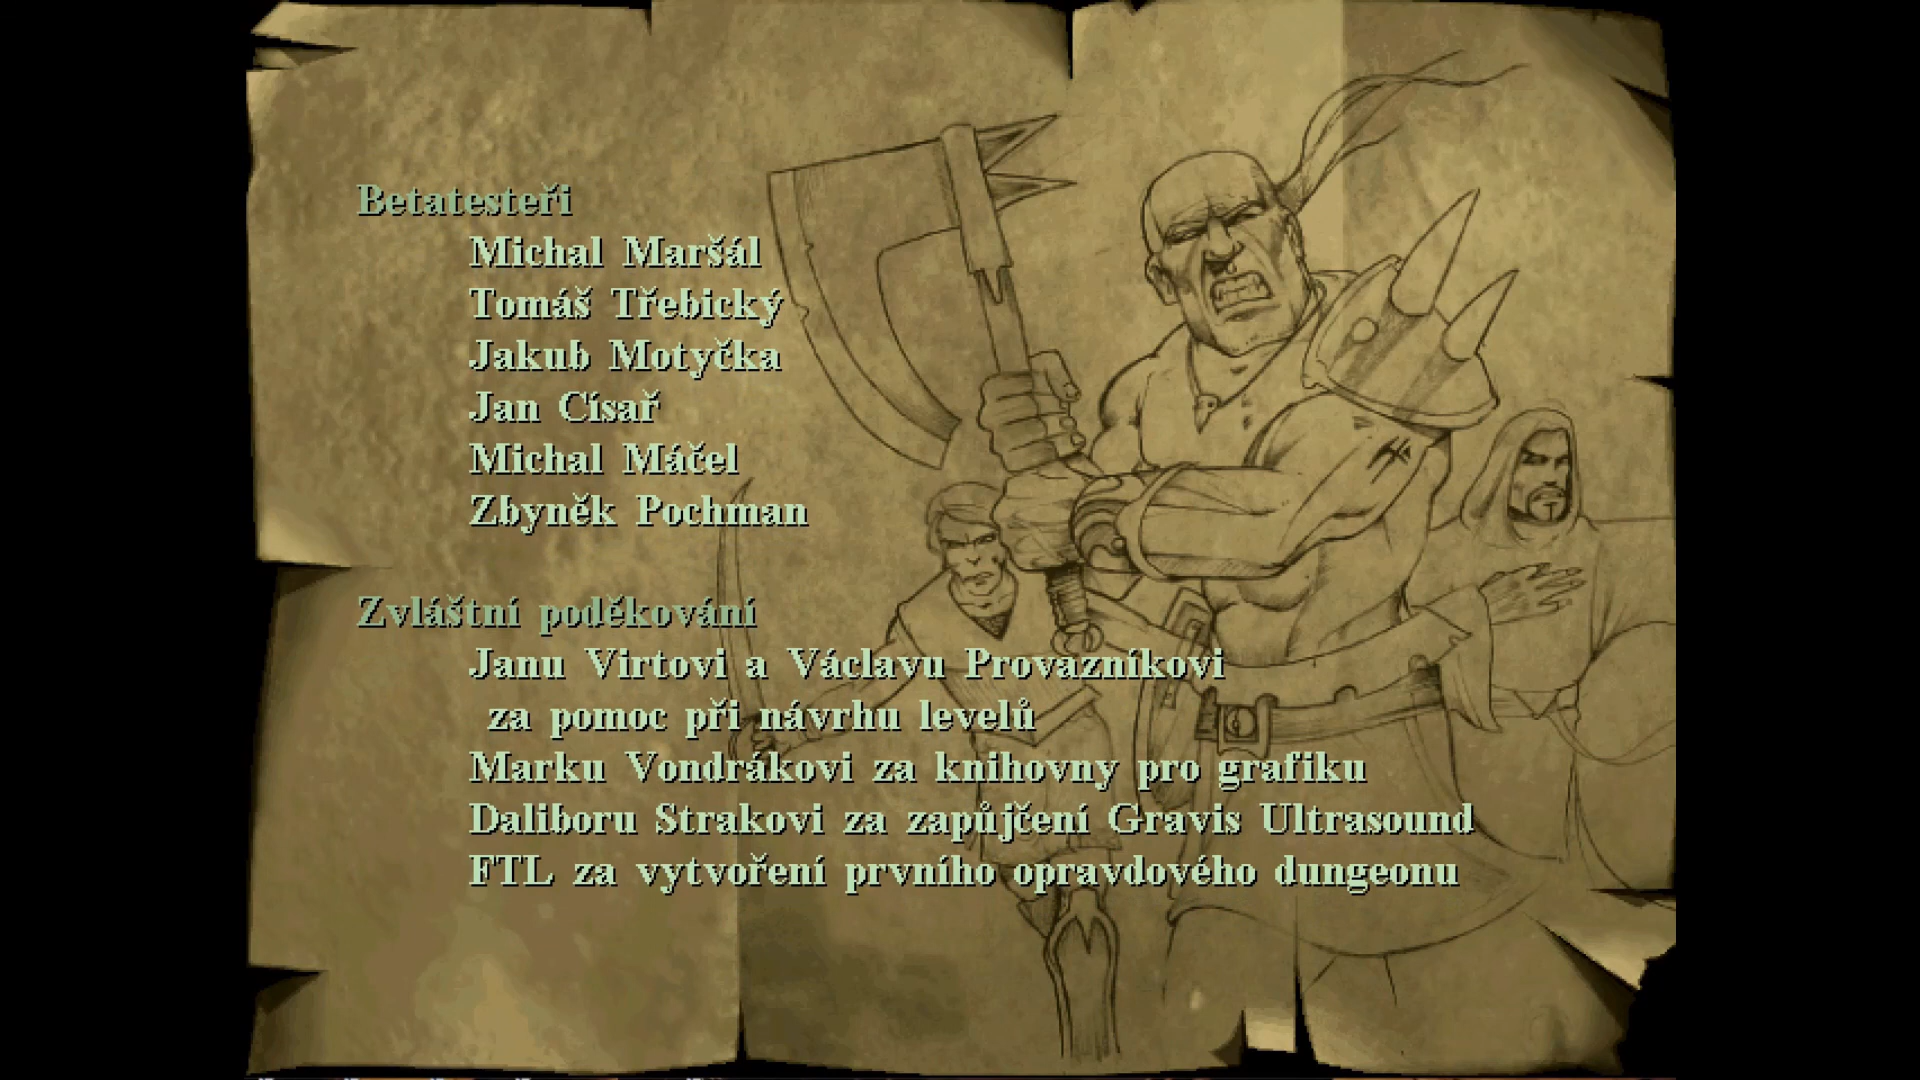 Betatesteři
Michal Maršál
Tomáš Třebický
Jakub Motyčka
Jan Císař
Michal Máčel
Zbyněk Pochman
Zvláštní poděkování
Janu Virtovi a Václavu Provazníkovi
za pomoc při návrhu levelů
Marku Vondrákovi za knihovny pro grafiku
Daliboru Strakovi za zapůjčení Gravis Ultrasound
FTL za vytvoření prvního opravdového dungeonu